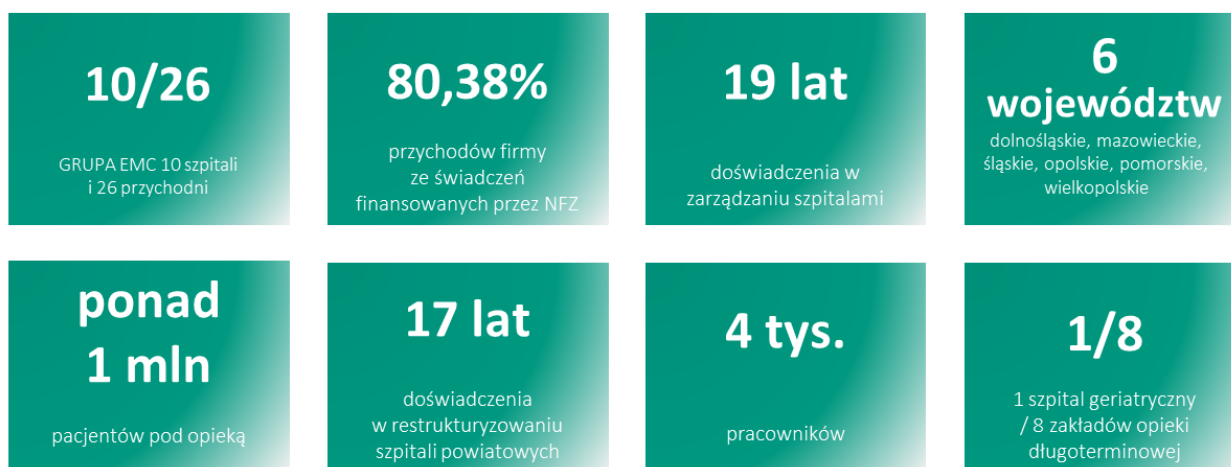 10/26
GRUPA EMC 10 szpitali
i 26 przychodni
80,38%
przychodów firmy
ze świadczeń
finansowanych przez NFZ
19 lat
doświadczenia w
zarządzaniu szpitalami
6
województw
dolnośląskie, mazowieckie,
śląskie, opolskie, pomorskie,
wielkopolskie
ponad
1 mln
pacjentów pod opieką
17 lat
doświadczenia
w restrukturyzowaniu
szpitali powiatowych
4 tys.
pracowników
1/8
1 szpital geriatryczny
/ 8 zakładów opieki
długoterminowej